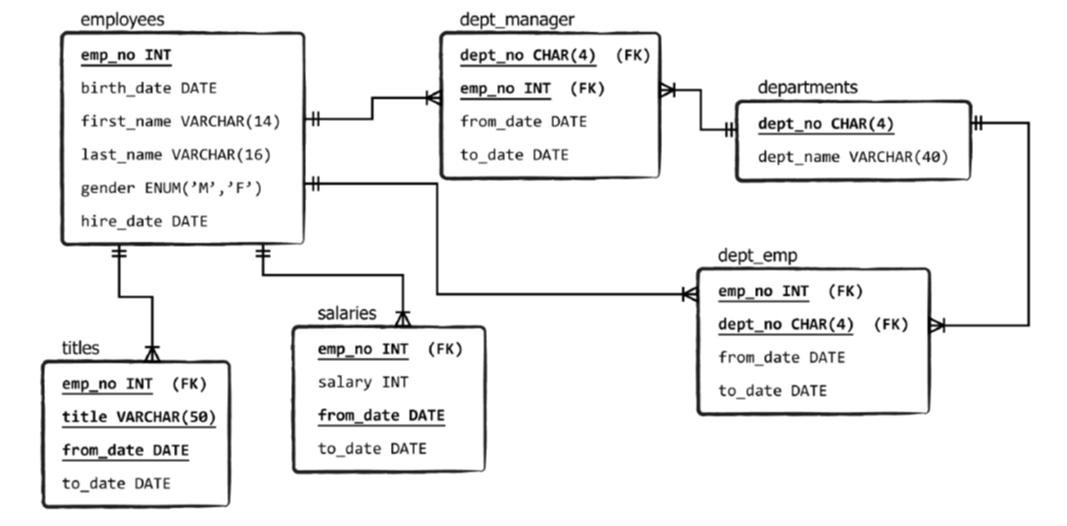 employees
emp_no INT
birth_date DATE
first_name VARCHAR(14)
last_name VARCHAR(16)
gender ENUM(’M’,’F’)
hire_date DATE
dept_manager
dept_no CHAR(4) (FK)
emp_no INT (FK)
from_date DATE
to_date DATE
departments
dept_no CHAR(4)
dept_name VARCHAR(40)
dept_emp
emp_no INT (FK)
dept_no CHAR(4) (FK)
from_date DATE
to_date DATE
salaries
emp_no INT (FK)
salary INT
from_date DATE
to_date DATE
titles
emp_no INT (FK)
title VARCHAR(50)
from_date DATE
to_date DATE